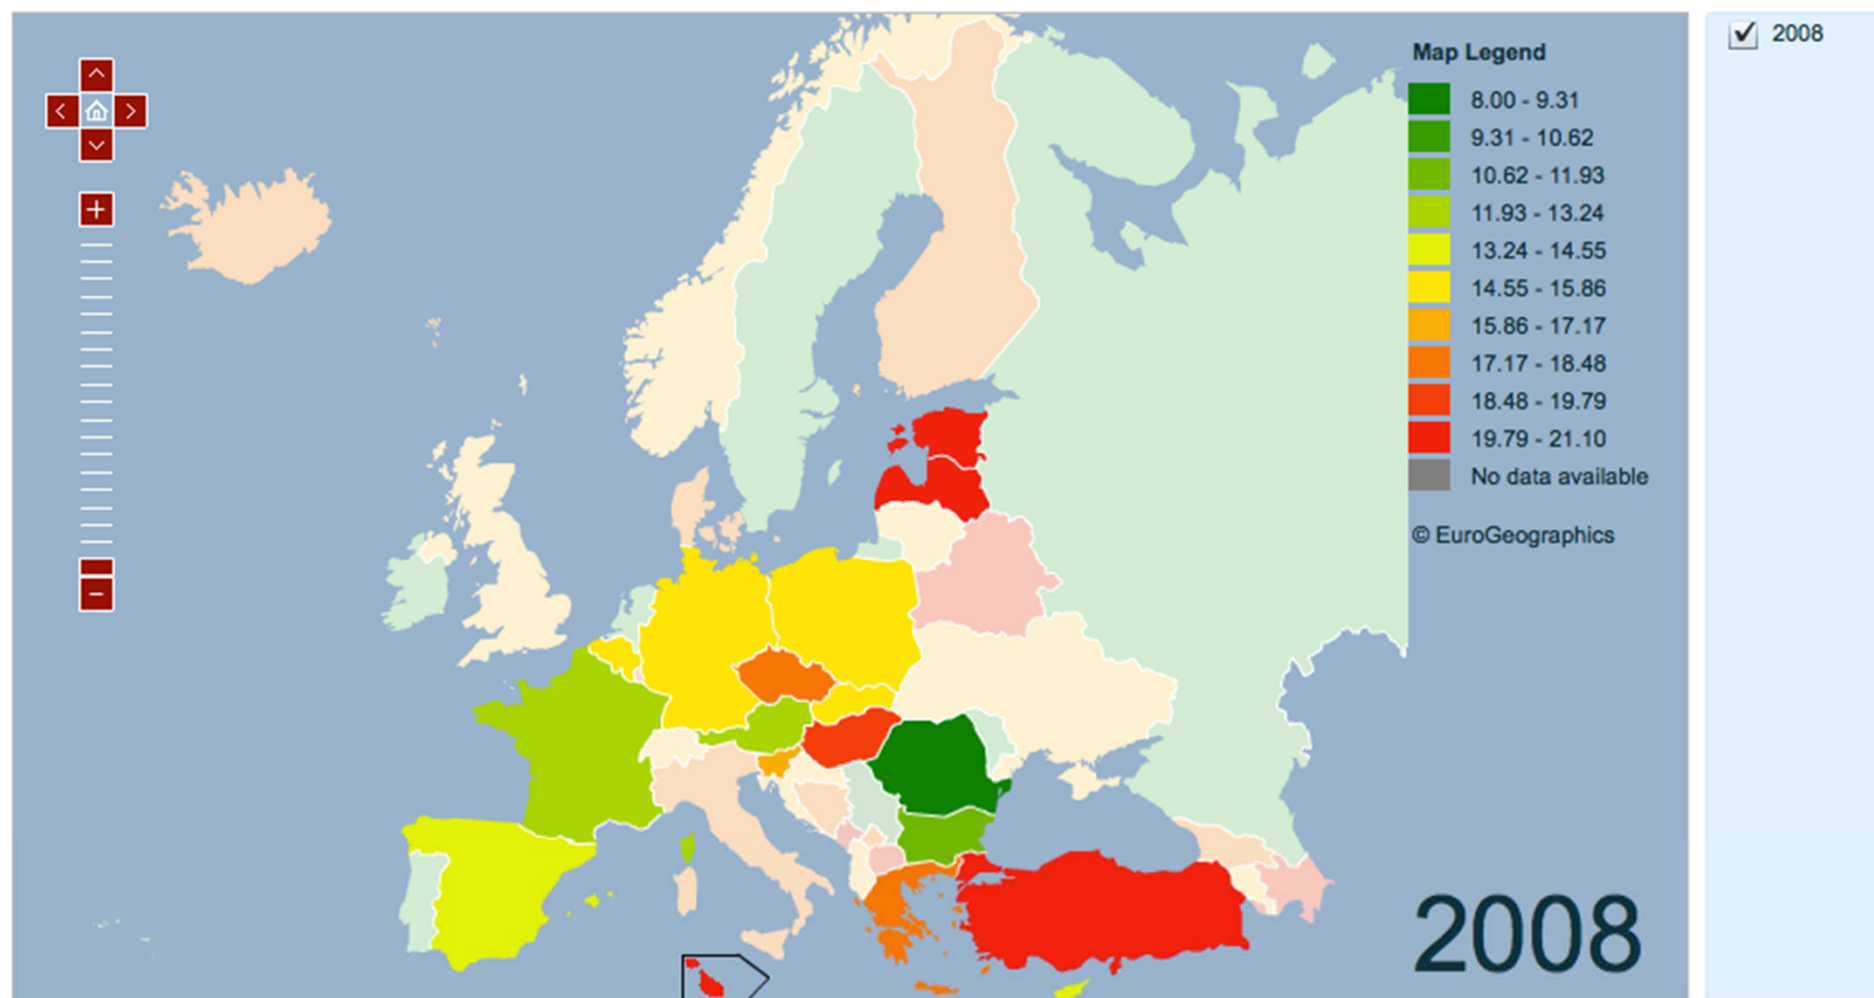 Map Legend
8.00 - 9.31
9.31 - 10.62
10.62 - 11.93
11.93 - 13.24
13.24 - 14.55
14.55 - 15.86
15.86 - 17.17
17.17 - 18.48
18.48 - 19.79
19.79 - 21.10
No data available
© EuroGeographics
2008
2008